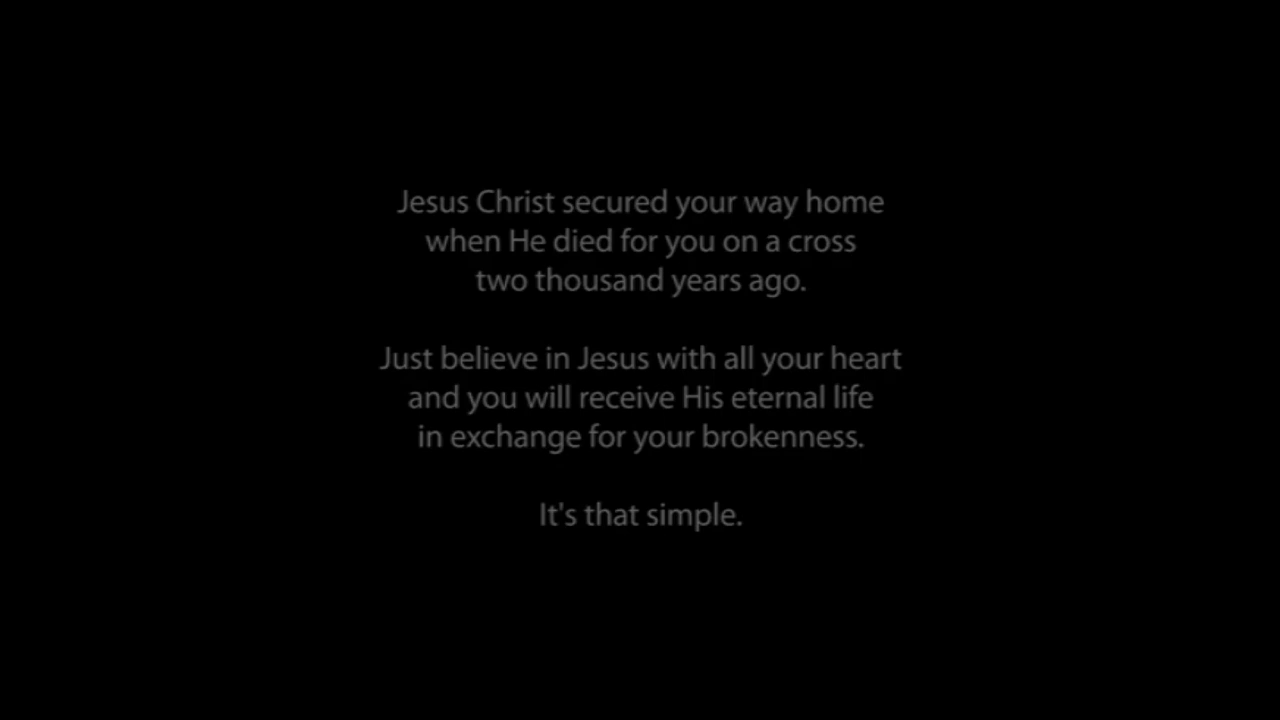 Jesus Christ secured your way home
when He died for you on a cross
two thousand years ago.
Just believe in Jesus with all your heart
and you will receive His eternal life
in exchange for your brokenness.
It's that simple.